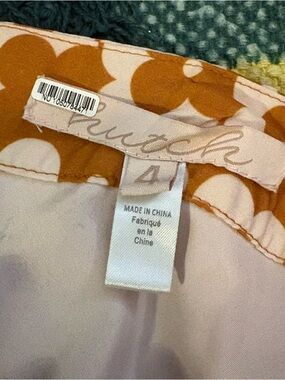 hutch
4
MADE IN CHINA
Fabriqué
en la
Chine